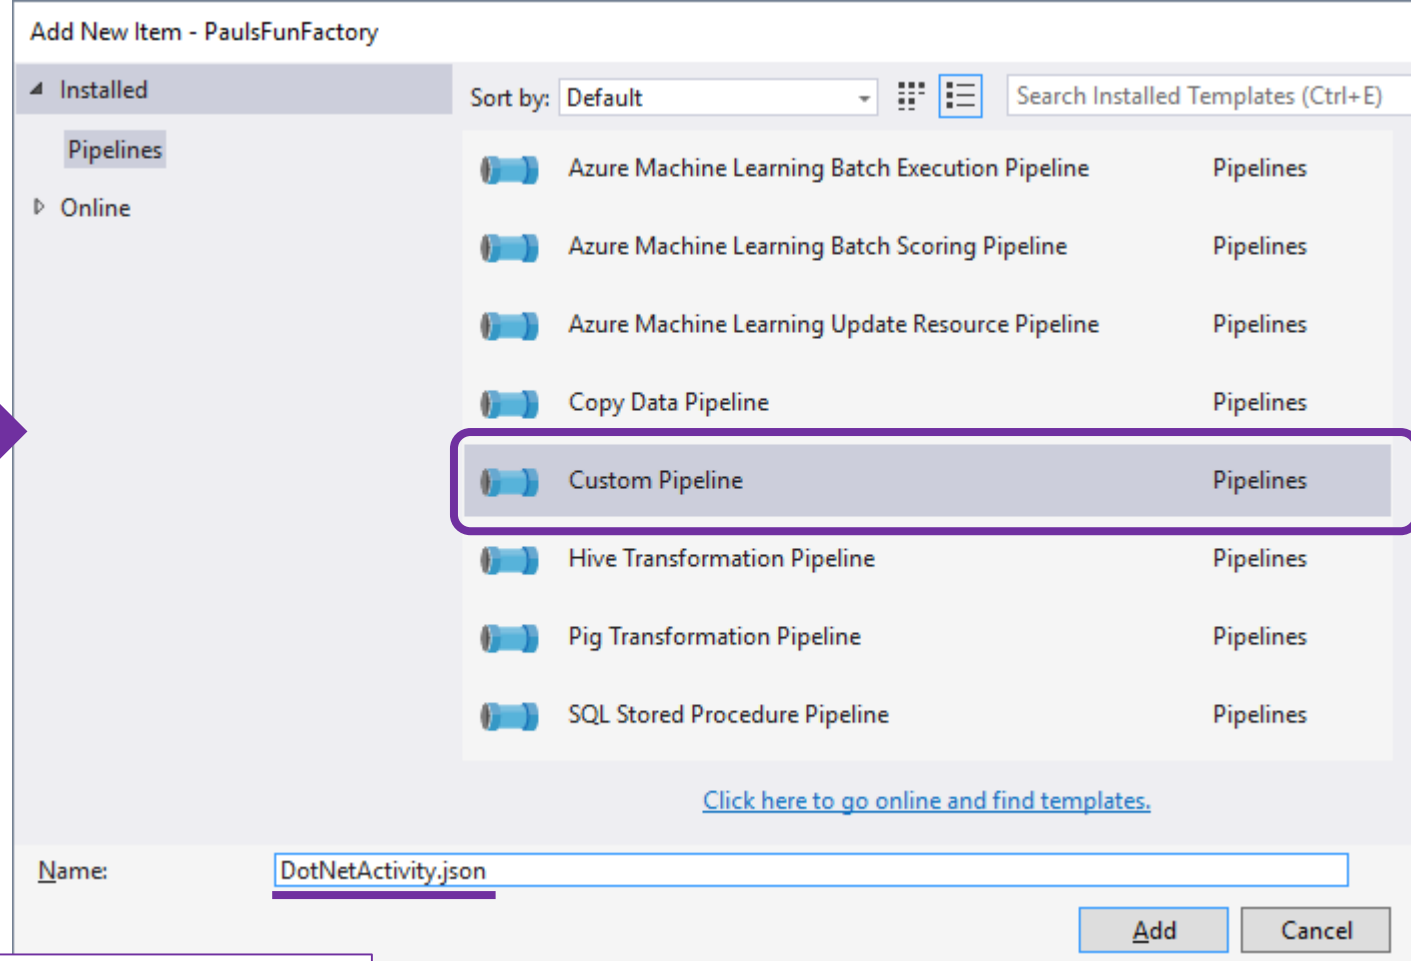 Add New Item - PaulsFunFactory
Installed
Sort by: Default
Search Installed Templates (Ctrl+E)
Pipelines
Online
Azure Machine Learning Batch Execution Pipeline Pipelines
Azure Machine Learning Batch Scoring Pipeline Pipelines
Azure Machine Learning Update Resource Pipeline Pipelines
Copy Data Pipeline Pipelines
Custom Pipeline Pipelines
Hive Transformation Pipeline Pipelines
Pig Transformation Pipeline Pipelines
SQL Stored Procedure Pipeline Pipelines
Click here to go online and find templates.
Name: DotNetActivity.json
Add Cancel